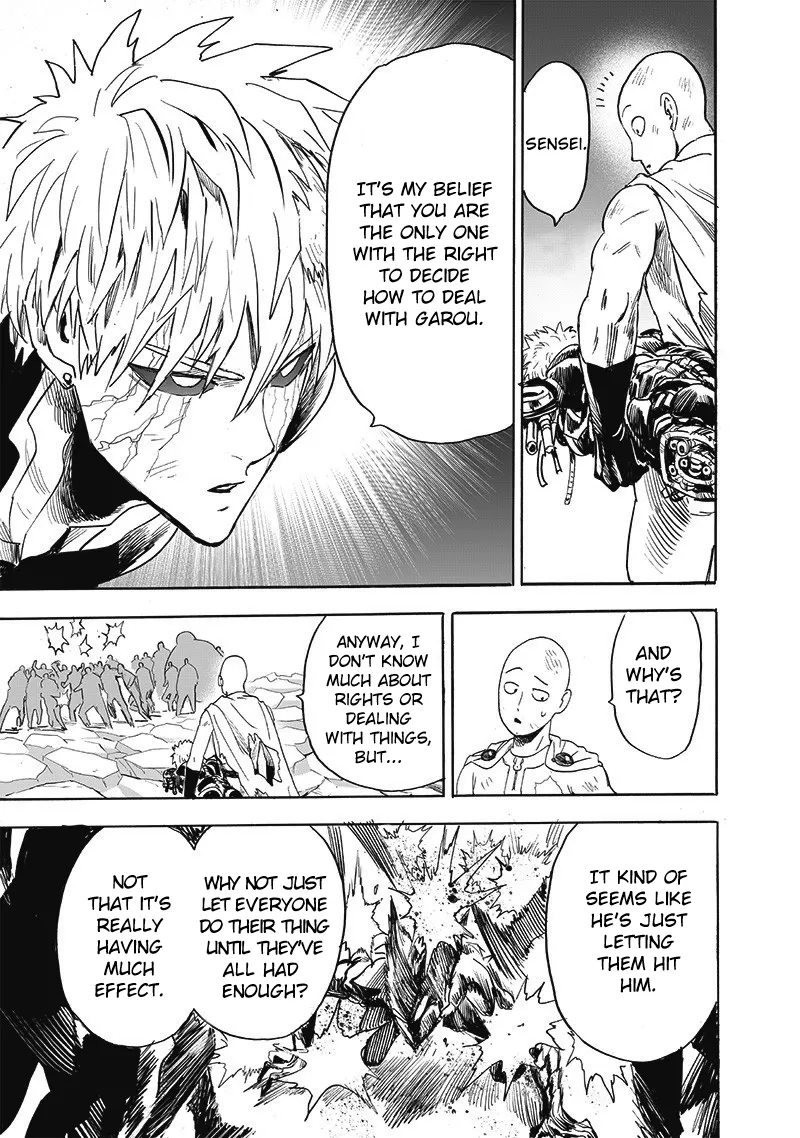 SENSEI.
IT'S MY BELIEF
THAT YOU ARE
THE ONLY ONE
WITH THE RIGHT
TO DECIDE
HOW TO DEAL
WITH GAROU.
AND
WHY'S
THAT?
ANYWAY, I
DON'T KNOW
MUCH ABOUT
RIGHTS OR
DEALING
WITH THINGS,
BUT...
IT KIND OF
SEEMS LIKE
HE'S JUST
LETTING
THEM HIT
HIM.
WHY NOT JUST
LET EVERYONE
DO THEIR THING
UNTIL THEY'VE
ALL HAD
ENOUGH?
NOT
THAT IT'S
REALLY
HAVING
MUCH
EFFECT.